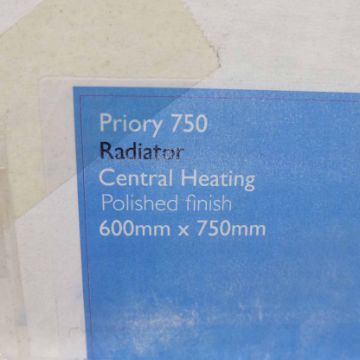 Priory 750
Radiator
Central Heating
Polished finish
600mm x 750mm